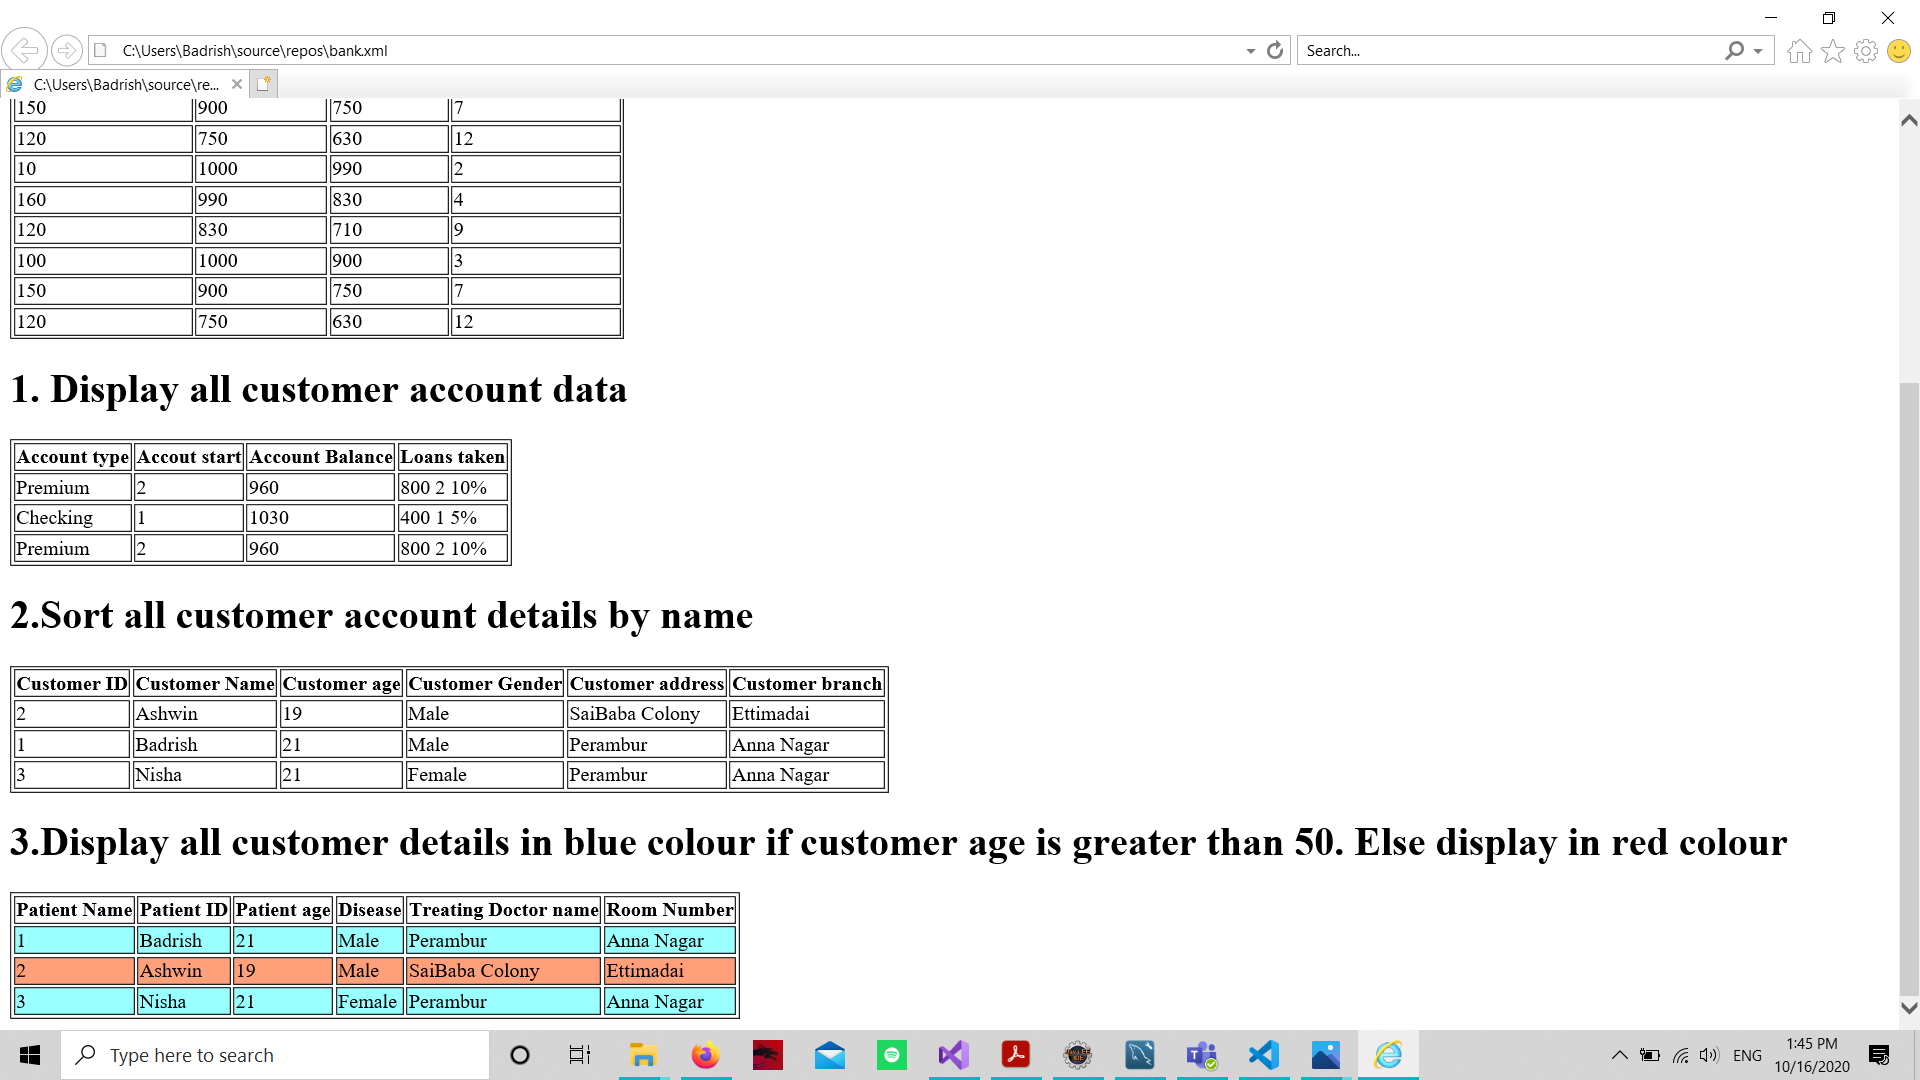 C:\Users\Badrish\source\repos\bank.xml
Search...
C:\Users\Badrish\source\re...
150 900 750 7
120 750 630 12
10 1000 990 2
160 990 830 4
120 830 710 9
100 1000 900 3
150 900 750 7
120 750 630 12
1. Display all customer account data
Account type Accout start Account Balance Loans taken
Premium 2 960 800 2 10%
Checking 1 1030 400 1 5%
Premium 2 960 800 2 10%
2.Sort all customer account details by name
Customer ID Customer Name Customer age Customer Gender Customer address Customer branch
2 Ashwin 19 Male SaiBaba Colony Ettimadai
1 Badrish 21 Male Perambur Anna Nagar
3 Nisha 21 Female Perambur Anna Nagar
3.Display all customer details in blue colour if customer age is greater than 50. Else display in red colour
Patient Name Patient ID Patient age Disease Treating Doctor name Room Number
1 Badrish 21 Male Perambur Anna Nagar
2 Ashwin 19 Male SaiBaba Colony Ettimadai
3 Nisha 21 Female Perambur Anna Nagar
Type here to search
ENG
1:45 PM
10/16/2020